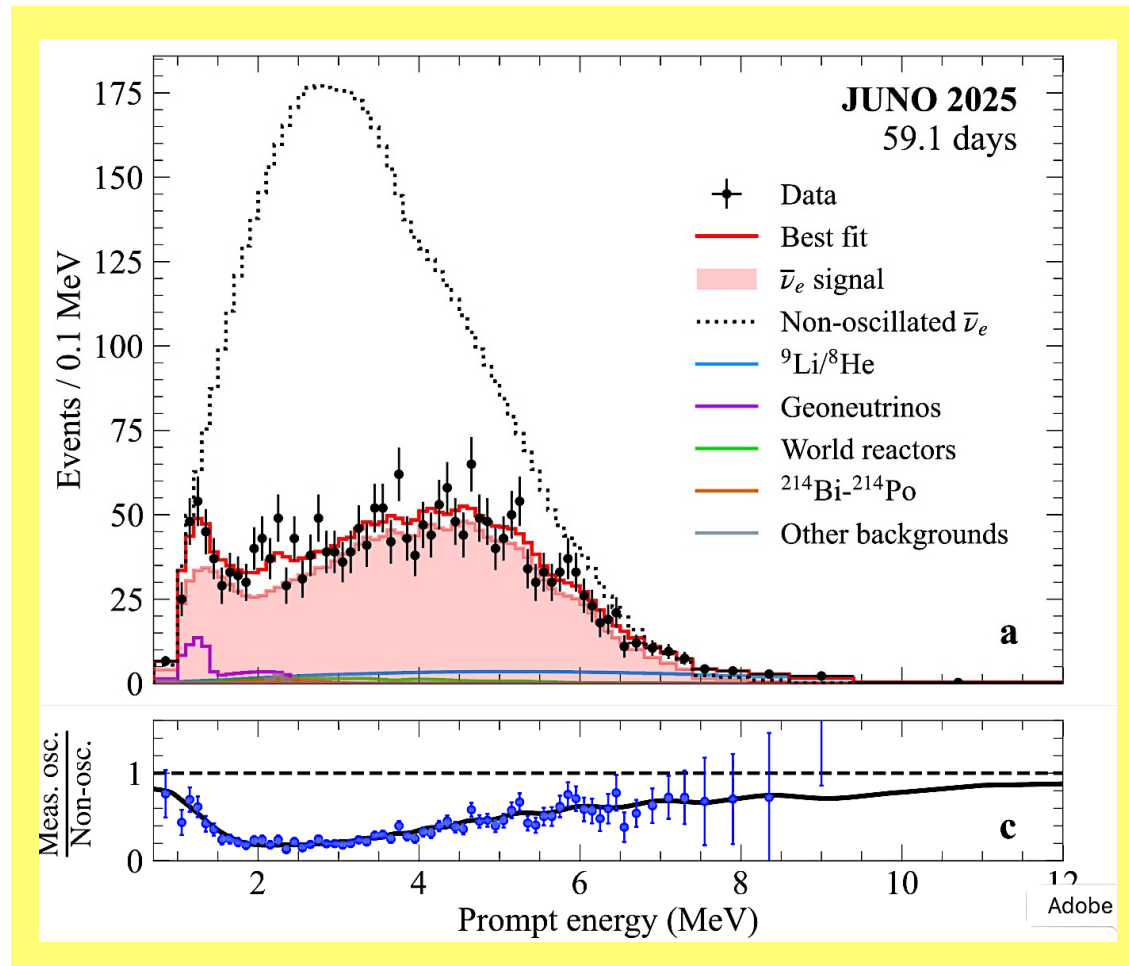 JUNO 2025
59.1 days
175
150
125
100
75
50
25
0
Events / 0.1 MeV
Data
Best fit
ν̅ₑ signal
Non-oscillated ν̅ₑ
⁹Li/⁸He
Geoneutrinos
World reactors
²¹⁴Bi-²¹⁴Po
Other backgrounds
a
Meas. osc.
Non-osc.
1
0
c
2 4 6 8 10 12
Prompt energy (MeV)
Adobe